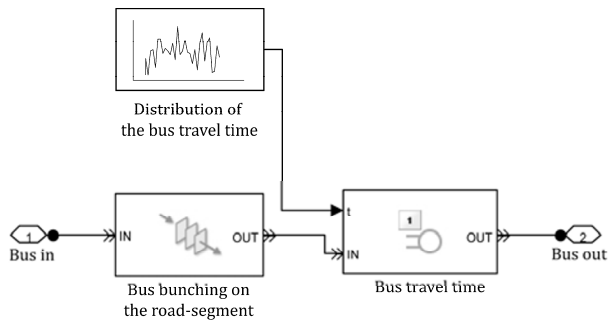 Distribution of
the bus travel time
1
Bus in
IN
OUT
Bus bunching on
the road-segment
t
1
IN
OUT
Bus travel time
2
Bus out